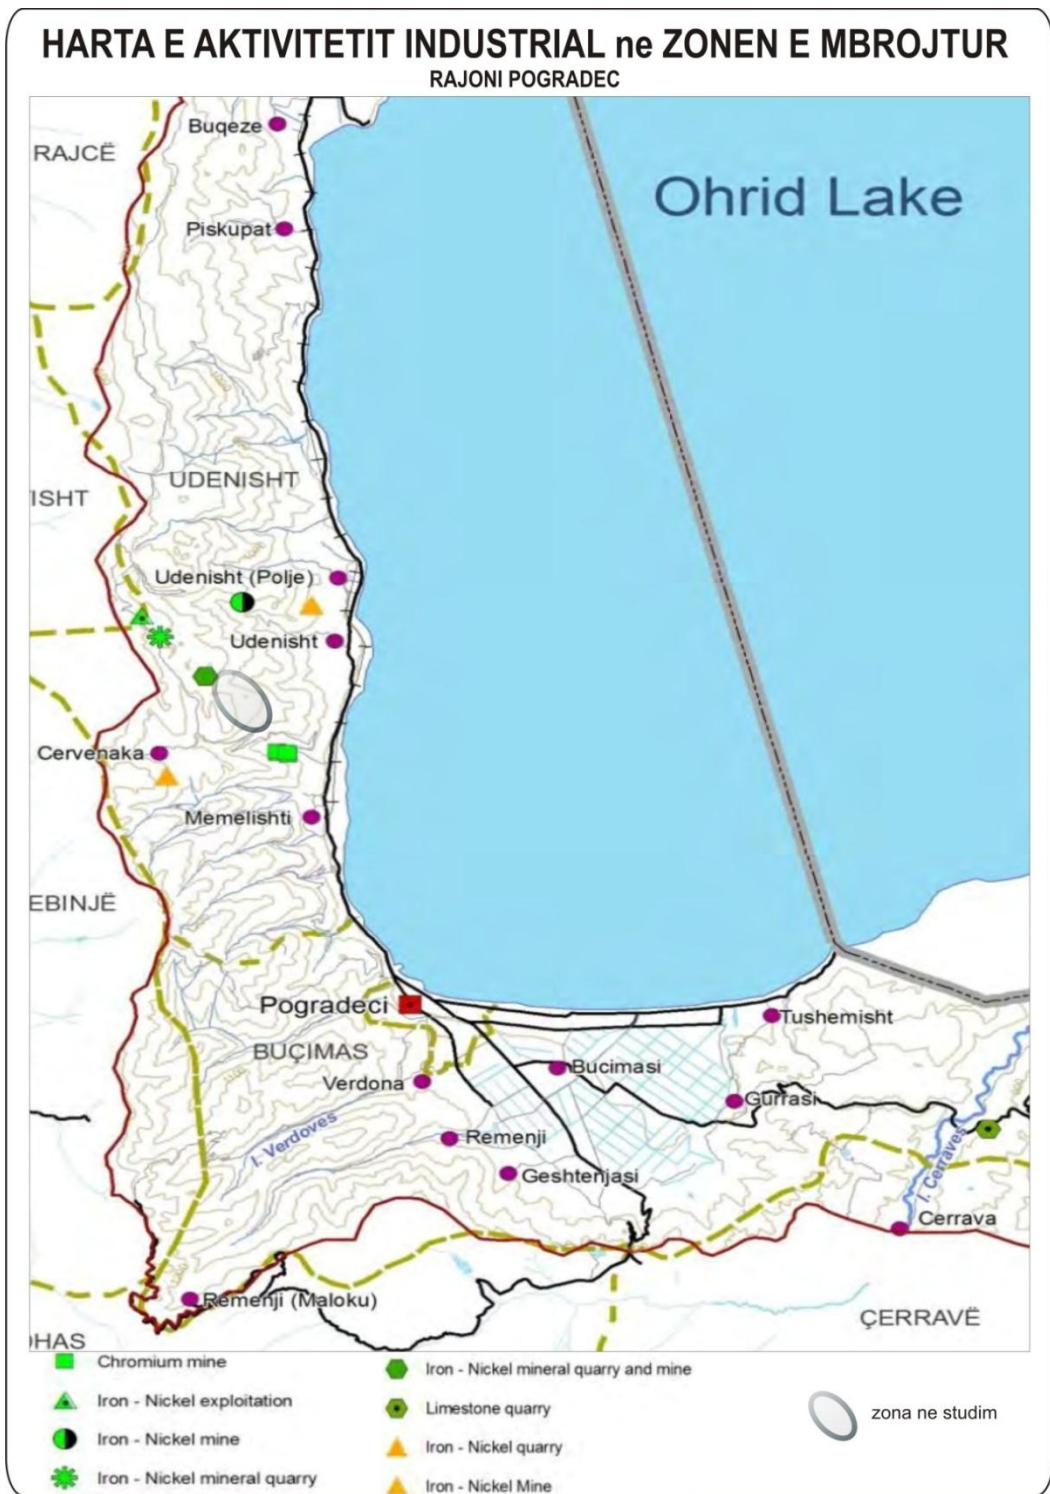 HARTA E AKTIVITETIT INDUSTRIAL ne ZONEN E MBROJTUR
RAJONI POGRADEC
Buqeze
RAJCË
Ohrid Lake
Piskupat
UDENISHT
ISHT
Udenisht (Polje)
Udenisht
Cervenaka
Memelishti
EBINJË
Pogradeci
Tushemisht
BUÇIMAS
Bucimasi
Verdona
Gurrasi
I. Verdoves
Remenji
I. Cerraves
Geshtenjasi
Cerrava
Remenji (Maloku)
ÇERRAVË
OHAS
Chromium mine
Iron - Nickel exploitation
Iron - Nickel mine
Iron - Nickel mineral quarry
Iron - Nickel mineral quarry and mine
Limestone quarry
Iron - Nickel quarry
Iron - Nickel Mine
zona ne studim